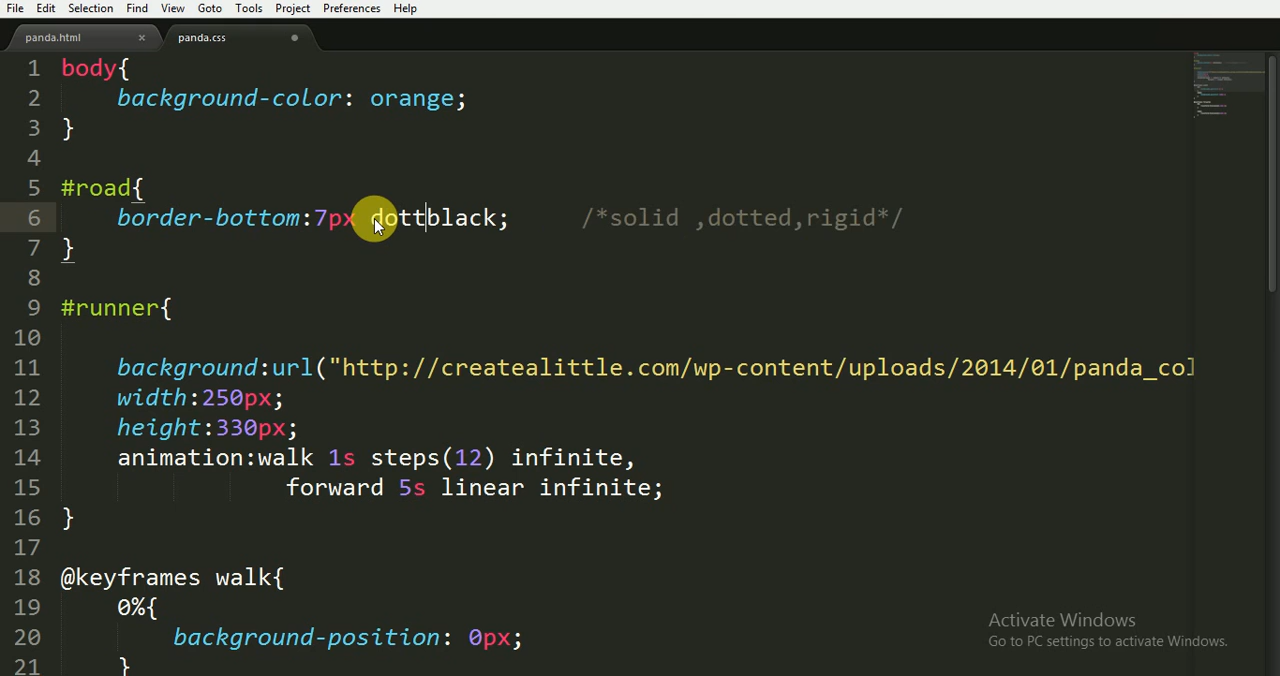 File Edit Selection Find View Goto Tools Project Preferences Help
panda.html × panda.css
1 body{
2 background-color: orange;
3 }
4
5 #road{
6 border-bottom:7px dottblack; /*solid ,dotted,rigid*/
7 }
8
9 #runner{
10
11 background:url("http://createalittle.com/wp-content/uploads/2014/01/panda_col
12 width:250px;
13 height:330px;
14 animation:walk 1s steps(12) infinite,
15 forward 5s linear infinite;
16 }
17
18 @keyframes walk{
19 0%{
20 background-position: 0px;
21 }
Activate Windows
Go to PC settings to activate Windows.